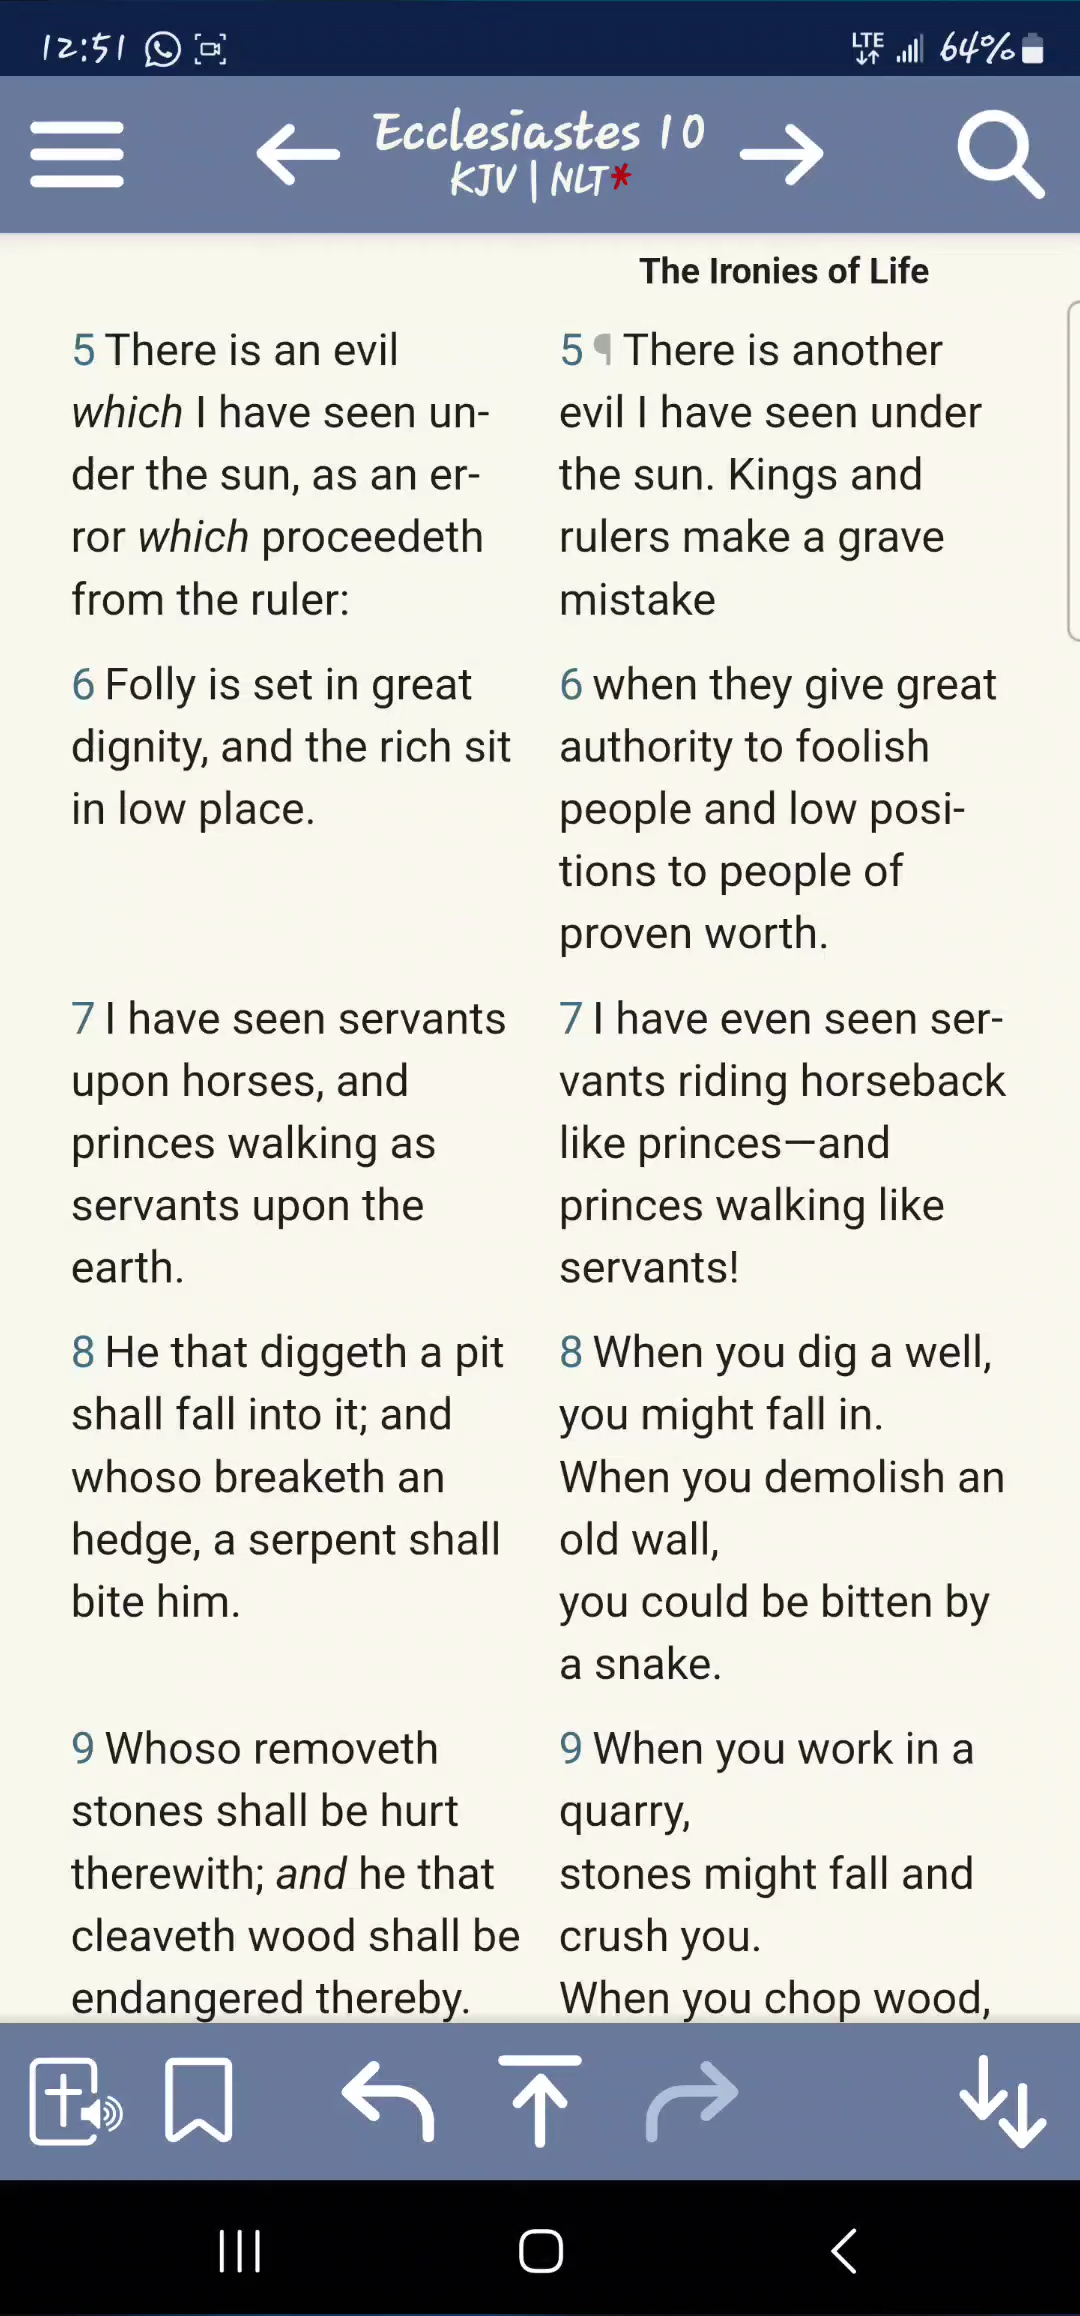 12:51
LTE
64%
Ecclesiastes 10
KJV | NLT*
The Ironies of Life
5 There is an evil
which I have seen un-
der the sun, as an er-
ror which proceedeth
from the ruler:
5 ¶ There is another
evil I have seen under
the sun. Kings and
rulers make a grave
mistake
6 Folly is set in great
dignity, and the rich sit
in low place.
6 when they give great
authority to foolish
people and low posi-
tions to people of
proven worth.
7 I have seen servants
upon horses, and
princes walking as
servants upon the
earth.
7 I have even seen ser-
vants riding horseback
like princes—and
princes walking like
servants!
8 He that diggeth a pit
shall fall into it; and
whoso breaketh an
hedge, a serpent shall
bite him.
8 When you dig a well,
you might fall in.
When you demolish an
old wall,
you could be bitten by
a snake.
9 Whoso removeth
stones shall be hurt
therewith; and he that
cleaveth wood shall be
endangered thereby.
9 When you work in a
quarry,
stones might fall and
crush you.
When you chop wood,